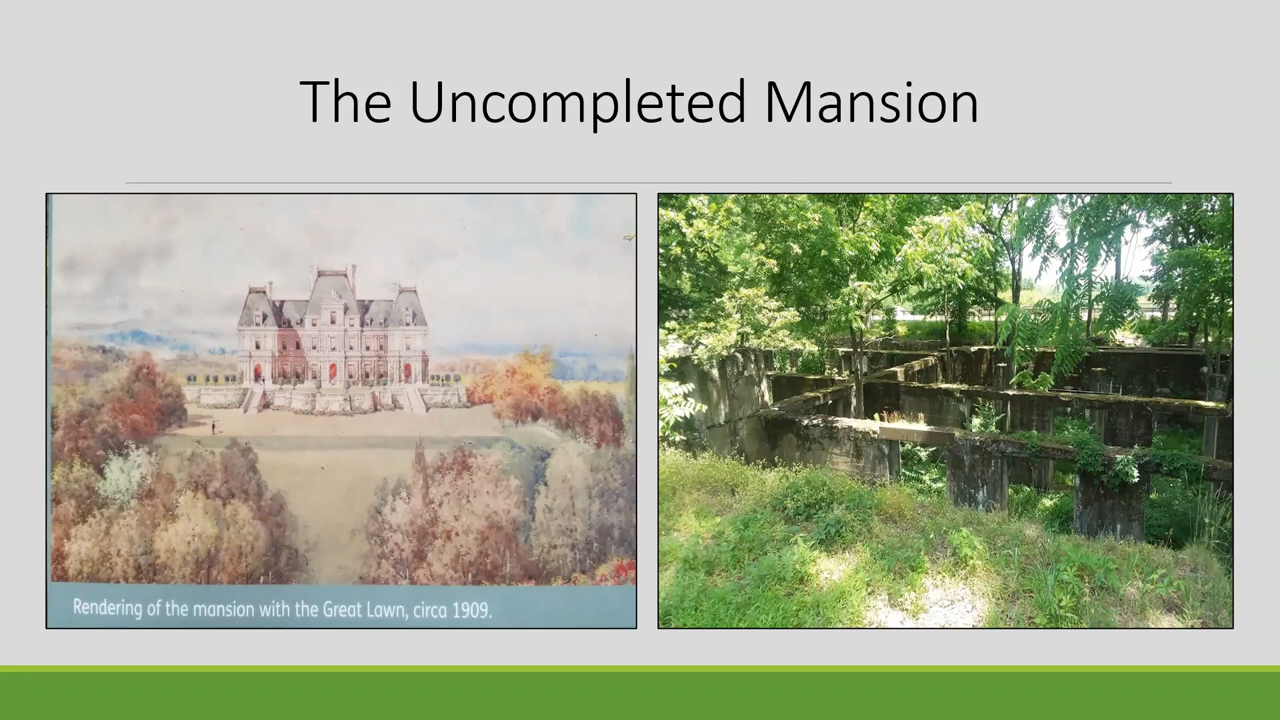 The Uncompleted Mansion
Rendering of the mansion with the Great Lawn, circa 1909.